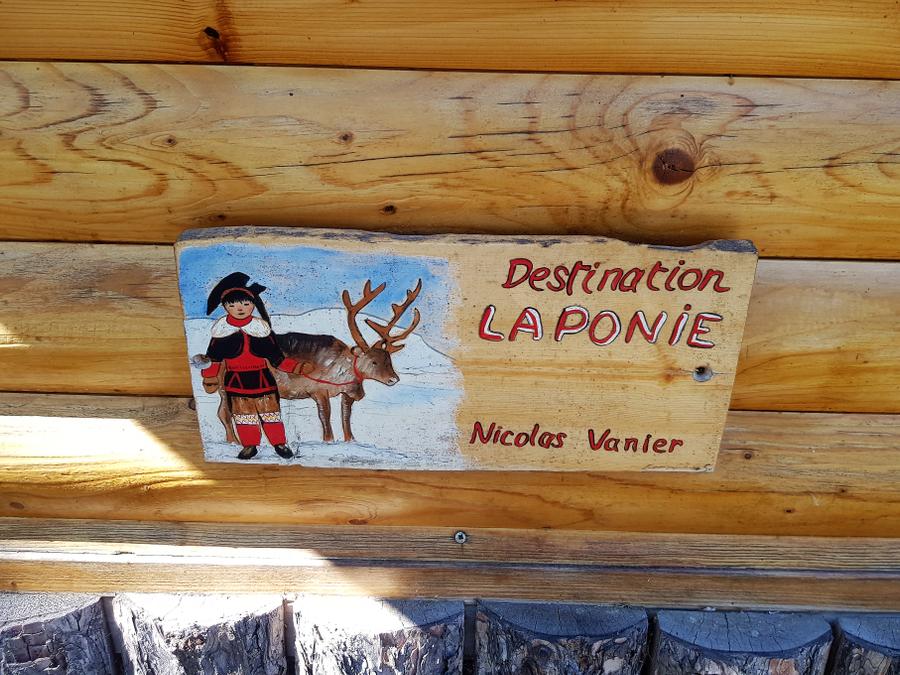 Destination
LAPONiE
Nicolas Vanier